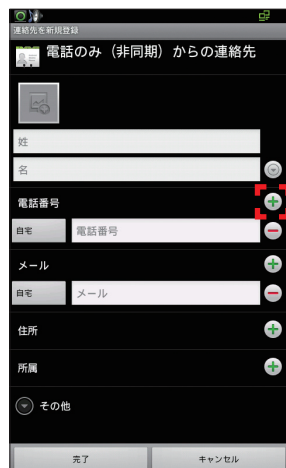 連絡先を新規登録
電話のみ（非同期）からの連絡先
姓
名
電話番号
自宅 電話番号
メール
自宅 メール
住所
所属
その他
完了 キャンセル